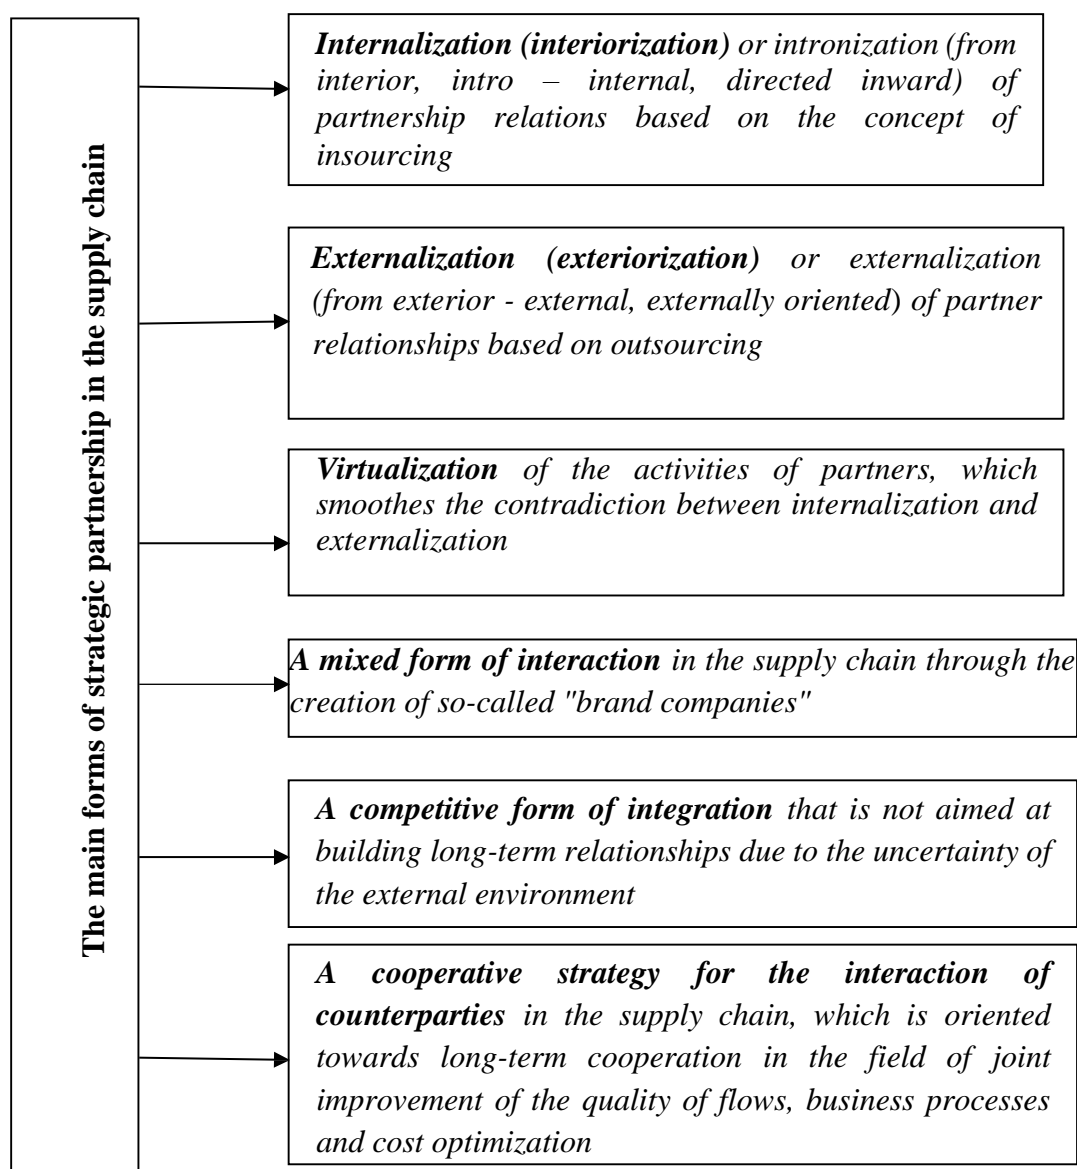 The main forms of strategic partnership in the supply chain
Internalization (interiorization) or intronization (from
interior, intro – internal, directed inward) of
partnership relations based on the concept of
insourcing
Externalization (exteriorization) or externalization
(from exterior - external, externally oriented) of partner
relationships based on outsourcing
Virtualization of the activities of partners, which
smoothes the contradiction between internalization and
externalization
A mixed form of interaction in the supply chain through the
creation of so-called "brand companies"
A competitive form of integration that is not aimed at
building long-term relationships due to the uncertainty of
the external environment
A cooperative strategy for the interaction of
counterparties in the supply chain, which is oriented
towards long-term cooperation in the field of joint
improvement of the quality of flows, business processes
and cost optimization